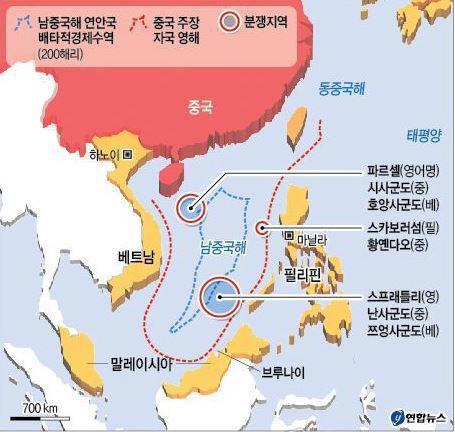 남중국해 연안국
배타적경제수역
(200해리)
중국 주장
자국 영해
분쟁지역
동중국해
중국
태평양
하노이
파르셀(영어명)
시사군도(중)
호앙사군도(베)
스카보러섬(필)
황옌다오(중)
남중국해
마닐라
베트남
필리핀
스프래틀리(영)
난사군도(중)
쯔엉사군도(베)
말레이시아
브루나이
700 km
y 연합뉴스